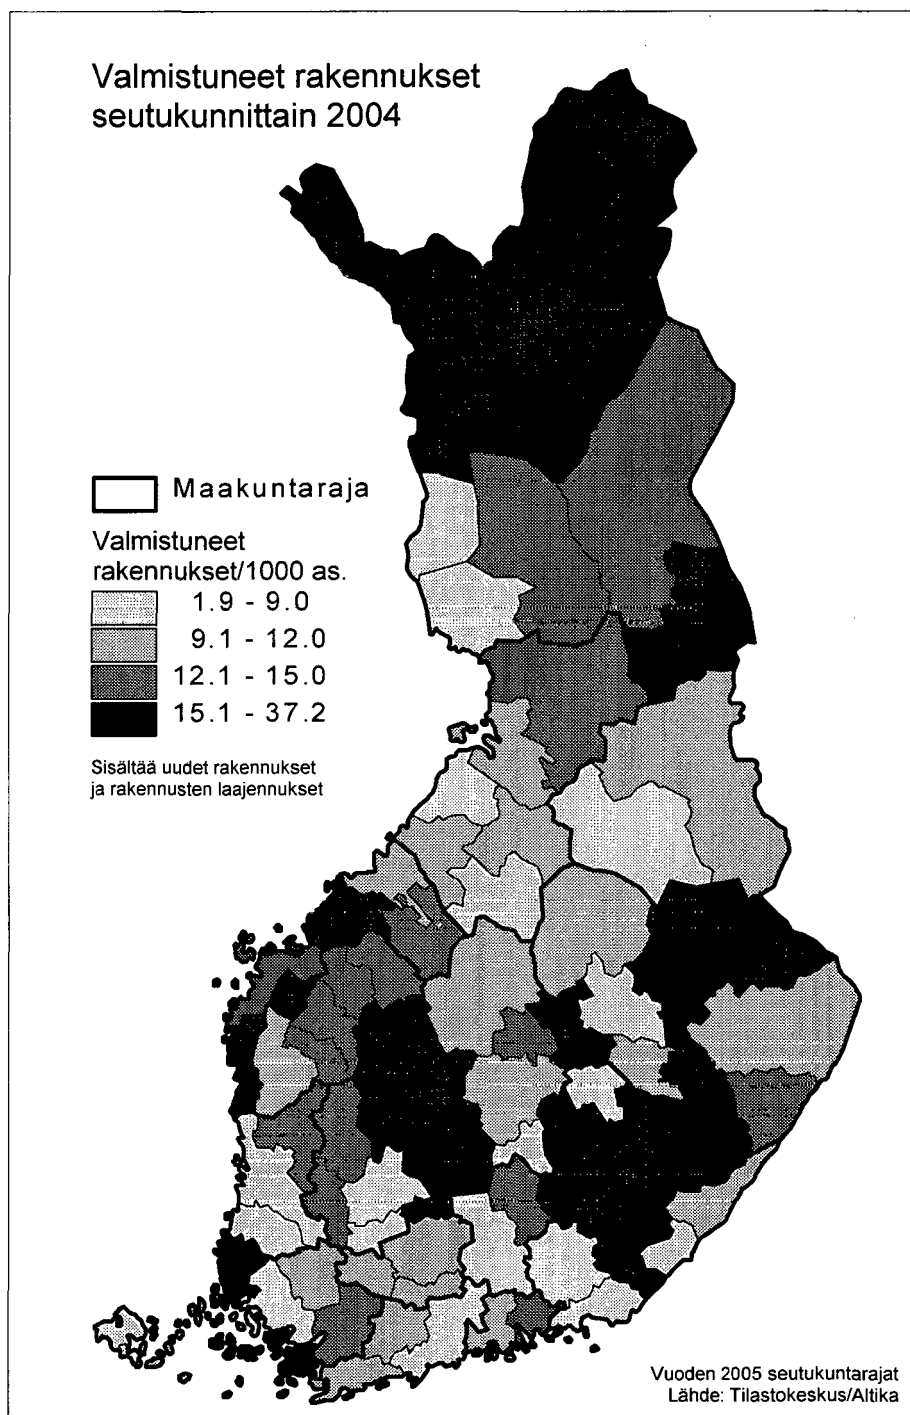 Valmistuneet rakennukset
seutukunnittain 2004
Maakuntaraja
Valmistuneet
rakennukset/1000 as.
1.9 - 9.0
9.1 - 12.0
12.1 - 15.0
15.1 - 37.2
Sisältää uudet rakennukset
ja rakennusten laajennukset
Vuoden 2005 seutukuntarajat
Lähde: Tilastokeskus/Altika